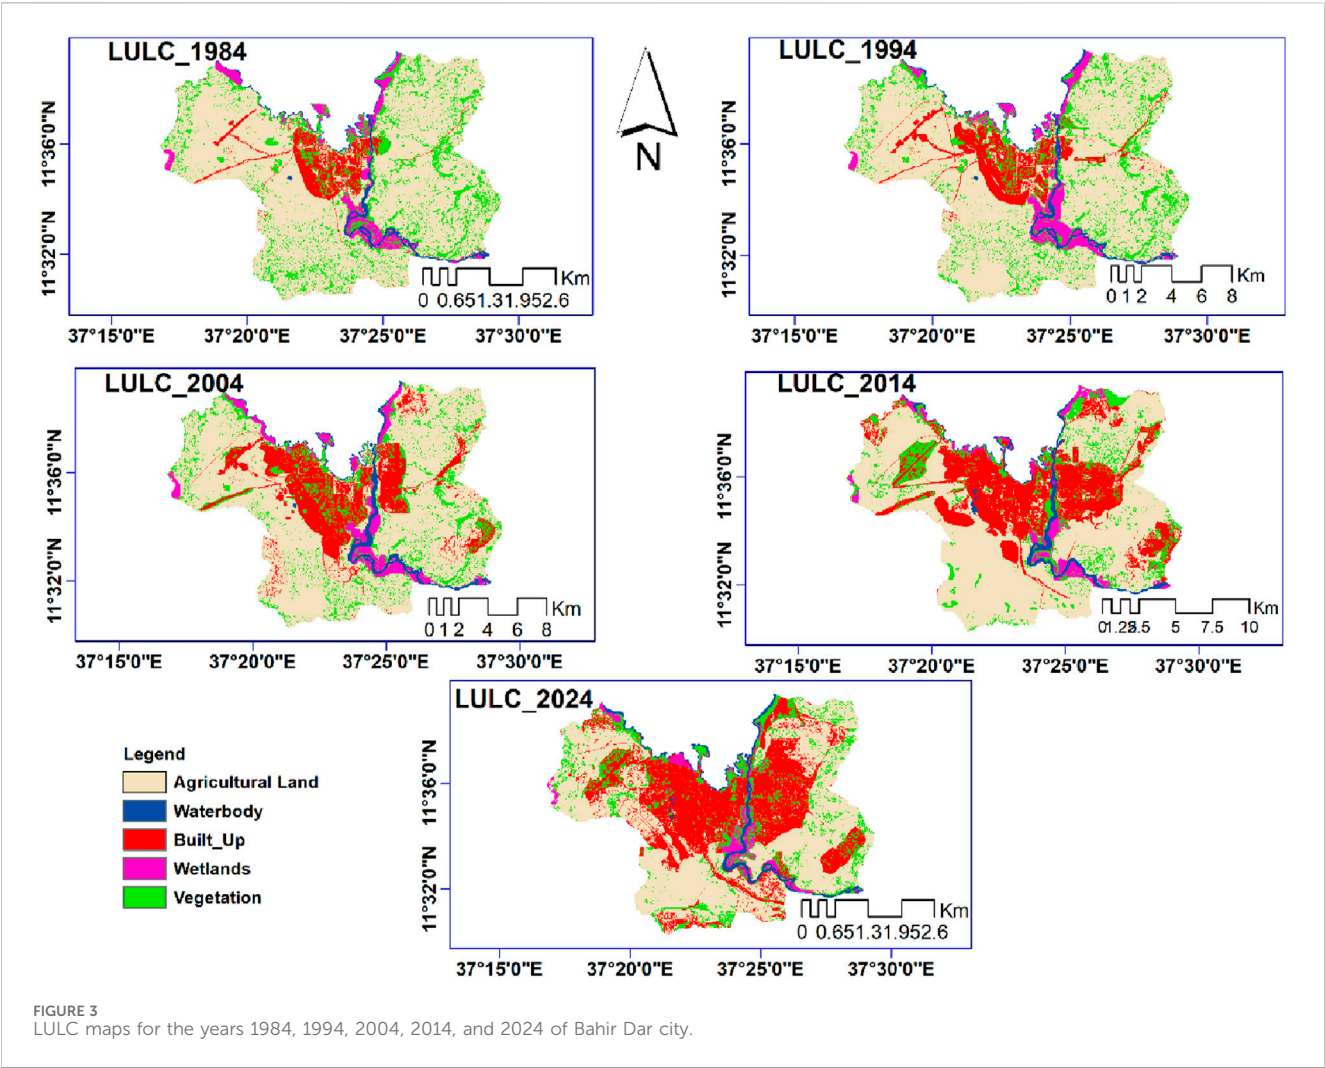 LULC_1984
11°36'0"N
11°32'0"N
Km
0 0.651.31.952.6
37°15'0"E 37°20'0"E 37°25'0"E 37°30'0"E
N
LULC_1994
11°36'0"N
11°32'0"N
Km
0 1 2 4 6 8
37°15'0"E 37°20'0"E 37°25'0"E 37°30'0"E
LULC_2004
11°36'0"N
11°32'0"N
Km
0 1 2 4 6 8
37°15'0"E 37°20'0"E 37°25'0"E 37°30'0"E
LULC_2014
11°36'0"N
11°32'0"N
Km
01.252.5 5 7.5 10
37°15'0"E 37°20'0"E 37°25'0"E 37°30'0"E
LULC_2024
11°36'0"N
11°32'0"N
Km
0 0.651.31.952.6
37°15'0"E 37°20'0"E 37°25'0"E 37°30'0"E
Legend
Agricultural Land
Waterbody
Built_Up
Wetlands
Vegetation
FIGURE 3
LULC maps for the years 1984, 1994, 2004, 2014, and 2024 of Bahir Dar city.